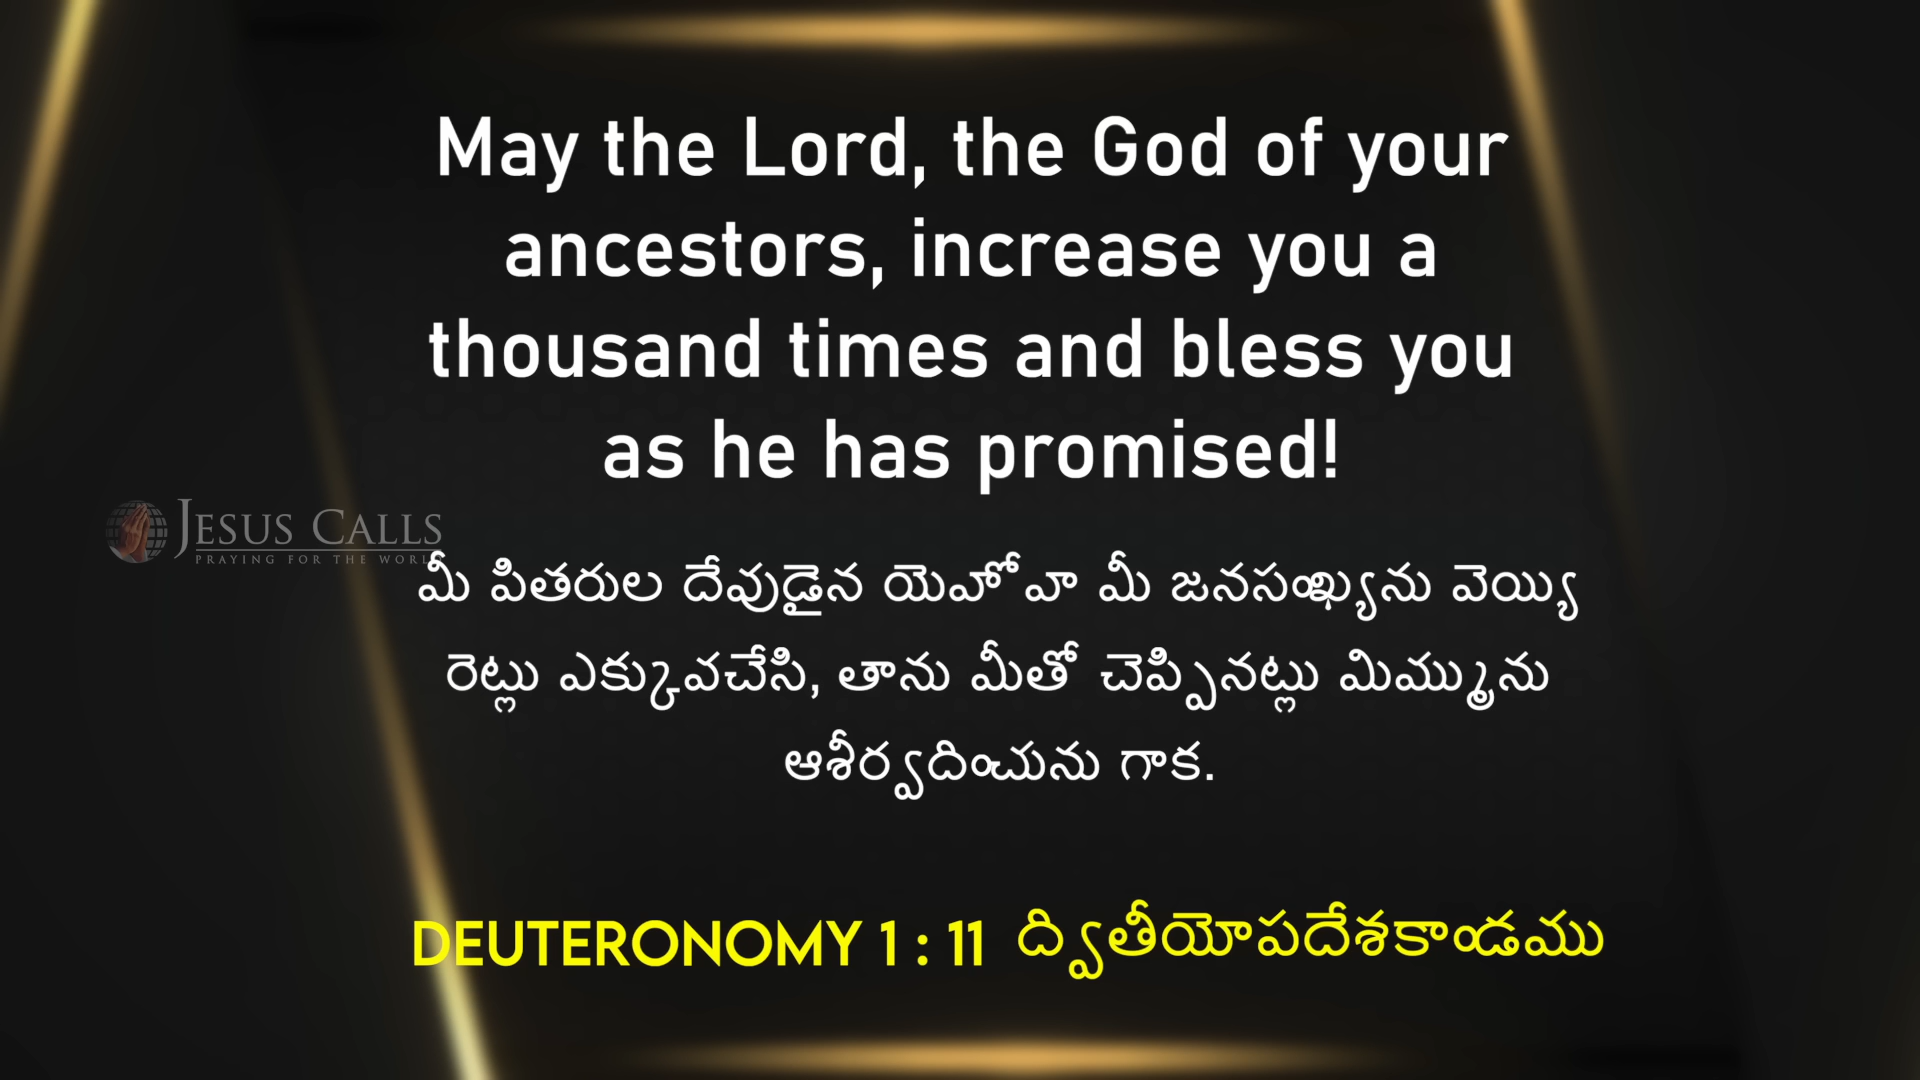 May the Lord, the God of your
ancestors, increase you a
thousand times and bless you
as he has promised!
JESUS CALLS
PRAYING FOR THE WORLD
మీ పితరుల దేవుడైన యెహోవా మీ జనసంఖ్యను వెయ్యి
రెట్లు ఎక్కువచేసి, తాను మీతో చెప్పినట్లు మిమ్మును
ఆశీర్వదించును గాక.
DEUTERONOMY 1 : 11 ద్వితీయోపదేశకాండము